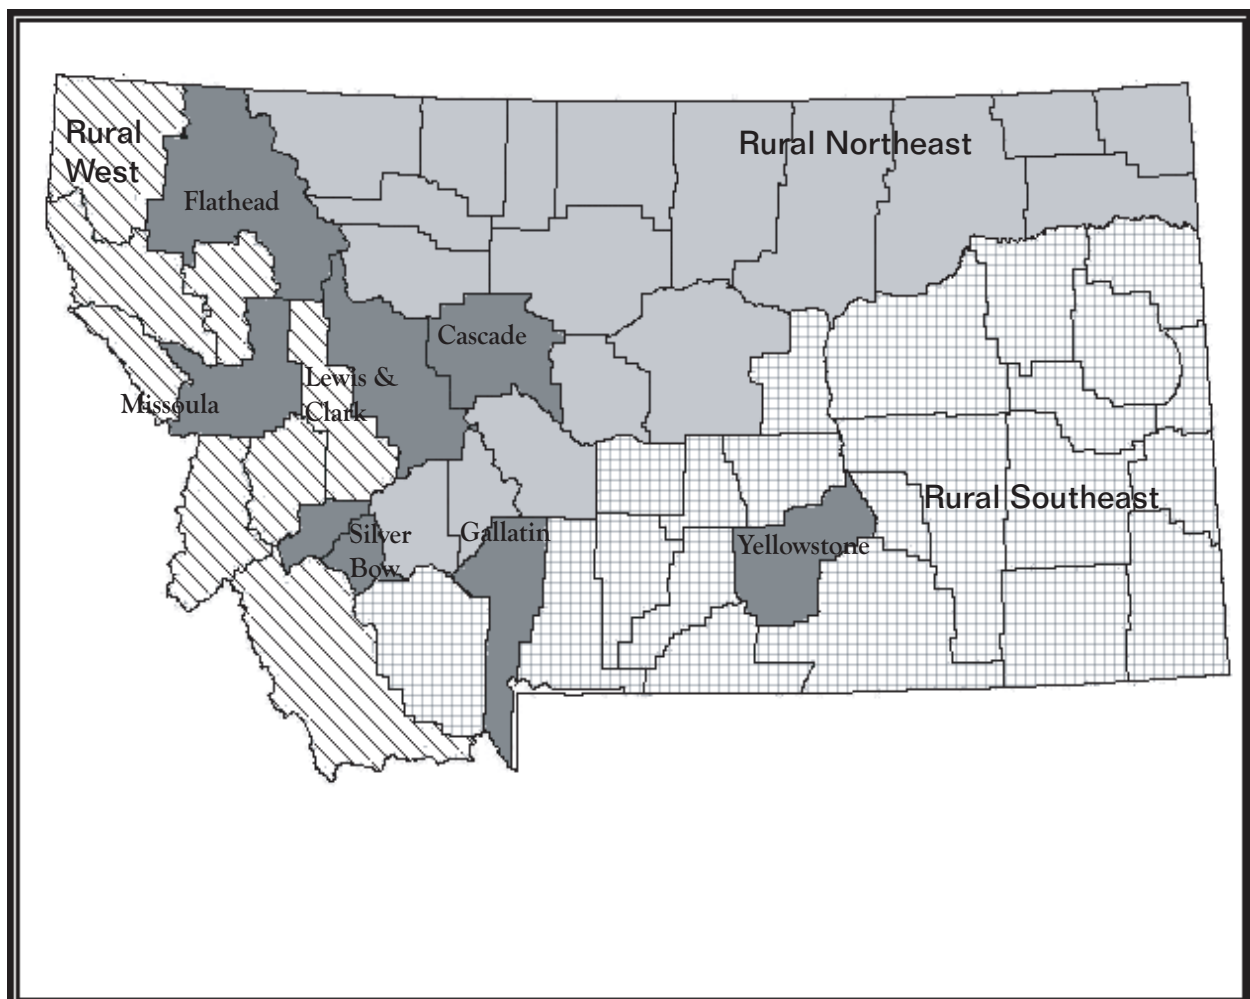 Rural
West
Rural Northeast
Flathead
Cascade
Lewis &
Clark
Missoula
Rural Southeast
Silver
Bow
Gallatin
Yellowstone